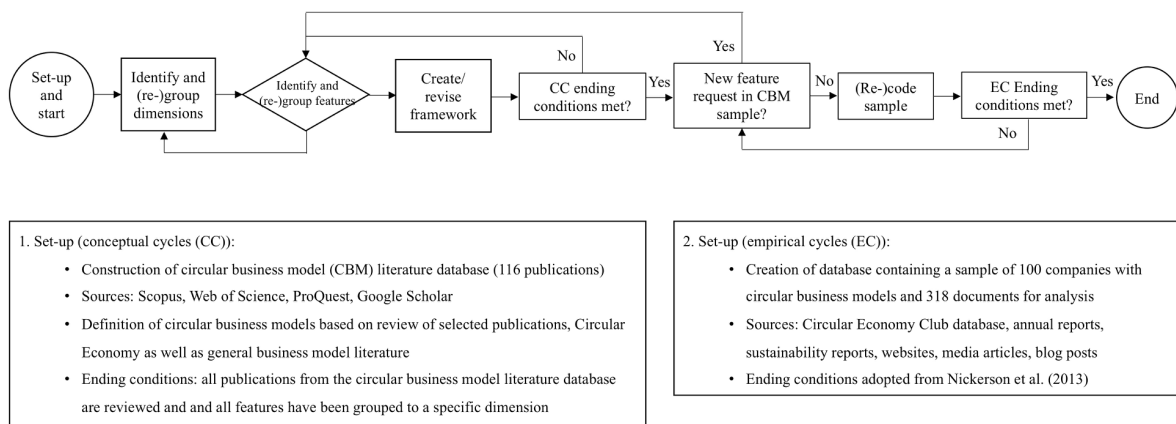 Yes
No
Set-up
and
start
Identify and
(re-)group
dimensions
Identify and
(re-)group features
Create/
revise
framework
CC ending
conditions
met?
Yes
New feature
request in CBM
sample?
No
(Re-)code
sample
EC Ending
conditions met?
Yes
End
No
1. Set-up (conceptual cycles (CC)):
• Construction of circular business model (CBM) literature database (116 publications)
• Sources: Scopus, Web of Science, ProQuest, Google Scholar
• Definition of circular business models based on review of selected publications, Circular
Economy as well as general business model literature
• Ending conditions: all publications from the circular business model literature database
are reviewed and and all features have been grouped to a specific dimension
2. Set-up (empirical cycles (EC)):
• Creation of database containing a sample of 100 companies with
circular business models and 318 documents for analysis
• Sources: Circular Economy Club database, annual reports,
sustainability reports, websites, media articles, blog posts
• Ending conditions adopted from Nickerson et al. (2013)